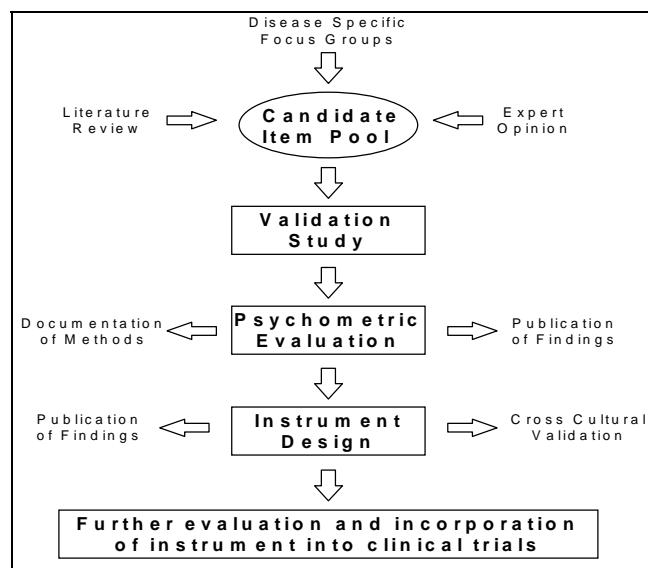 Disease Specific
Focus Groups
Literature
Review
Candidate
Item Pool
Expert
Opinion
Validation
Study
Documentation
of Methods
Psychometric
Evaluation
Publication
of Findings
Publication
of Findings
Instrument
Design
Cross Cultural
Validation
Further evaluation and incorporation
of instrument into clinical trials